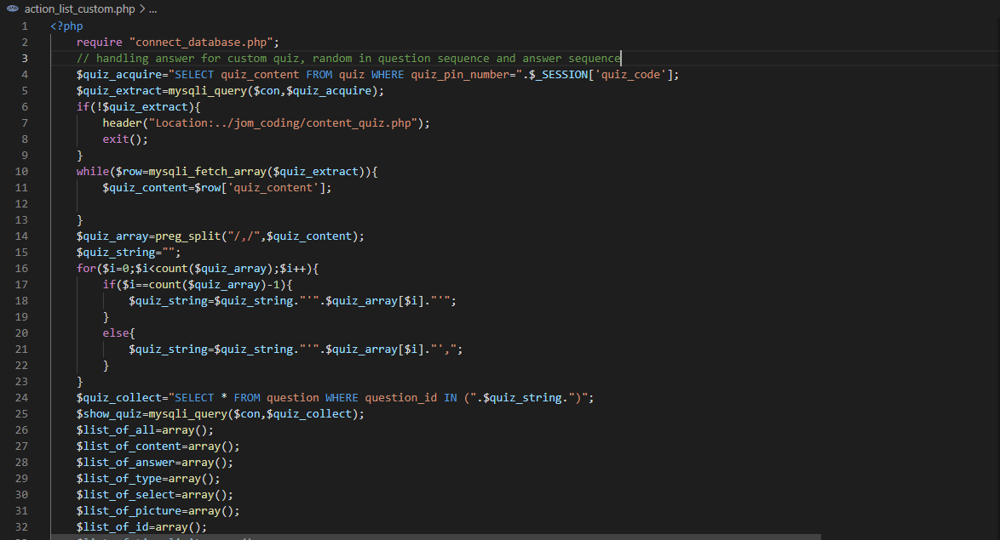 action_list_custom.php > ...
1 <?php
2 require "connect_database.php";
3 // handling answer for custom quiz, random in question sequence and answer sequence
4 $quiz_acquire="SELECT quiz_content FROM quiz WHERE quiz_pin_number=".$_SESSION['quiz_code'];
5 $quiz_extract=mysqli_query($con,$quiz_acquire);
6 if(!$quiz_extract){
7 header("Location:../jom_coding/content_quiz.php");
8 exit();
9 }
10 while($row=mysqli_fetch_array($quiz_extract)){
11 $quiz_content=$row['quiz_content'];
12
13 }
14 $quiz_array=preg_split("/,/",$quiz_content);
15 $quiz_string="";
16 for($i=0;$i<count($quiz_array);$i++){
17 if($i==count($quiz_array)-1){
18 $quiz_string=$quiz_string."'".$quiz_array[$i]."'";
19 }
20 else{
21 $quiz_string=$quiz_string."'".$quiz_array[$i]."',";
22 }
23 }
24 $quiz_collect="SELECT * FROM question WHERE question_id IN (".$quiz_string.")";
25 $show_quiz=mysqli_query($con,$quiz_collect);
26 $list_of_all=array();
27 $list_of_content=array();
28 $list_of_answer=array();
29 $list_of_type=array();
30 $list_of_select=array();
31 $list_of_picture=array();
32 $list_of_id=array();